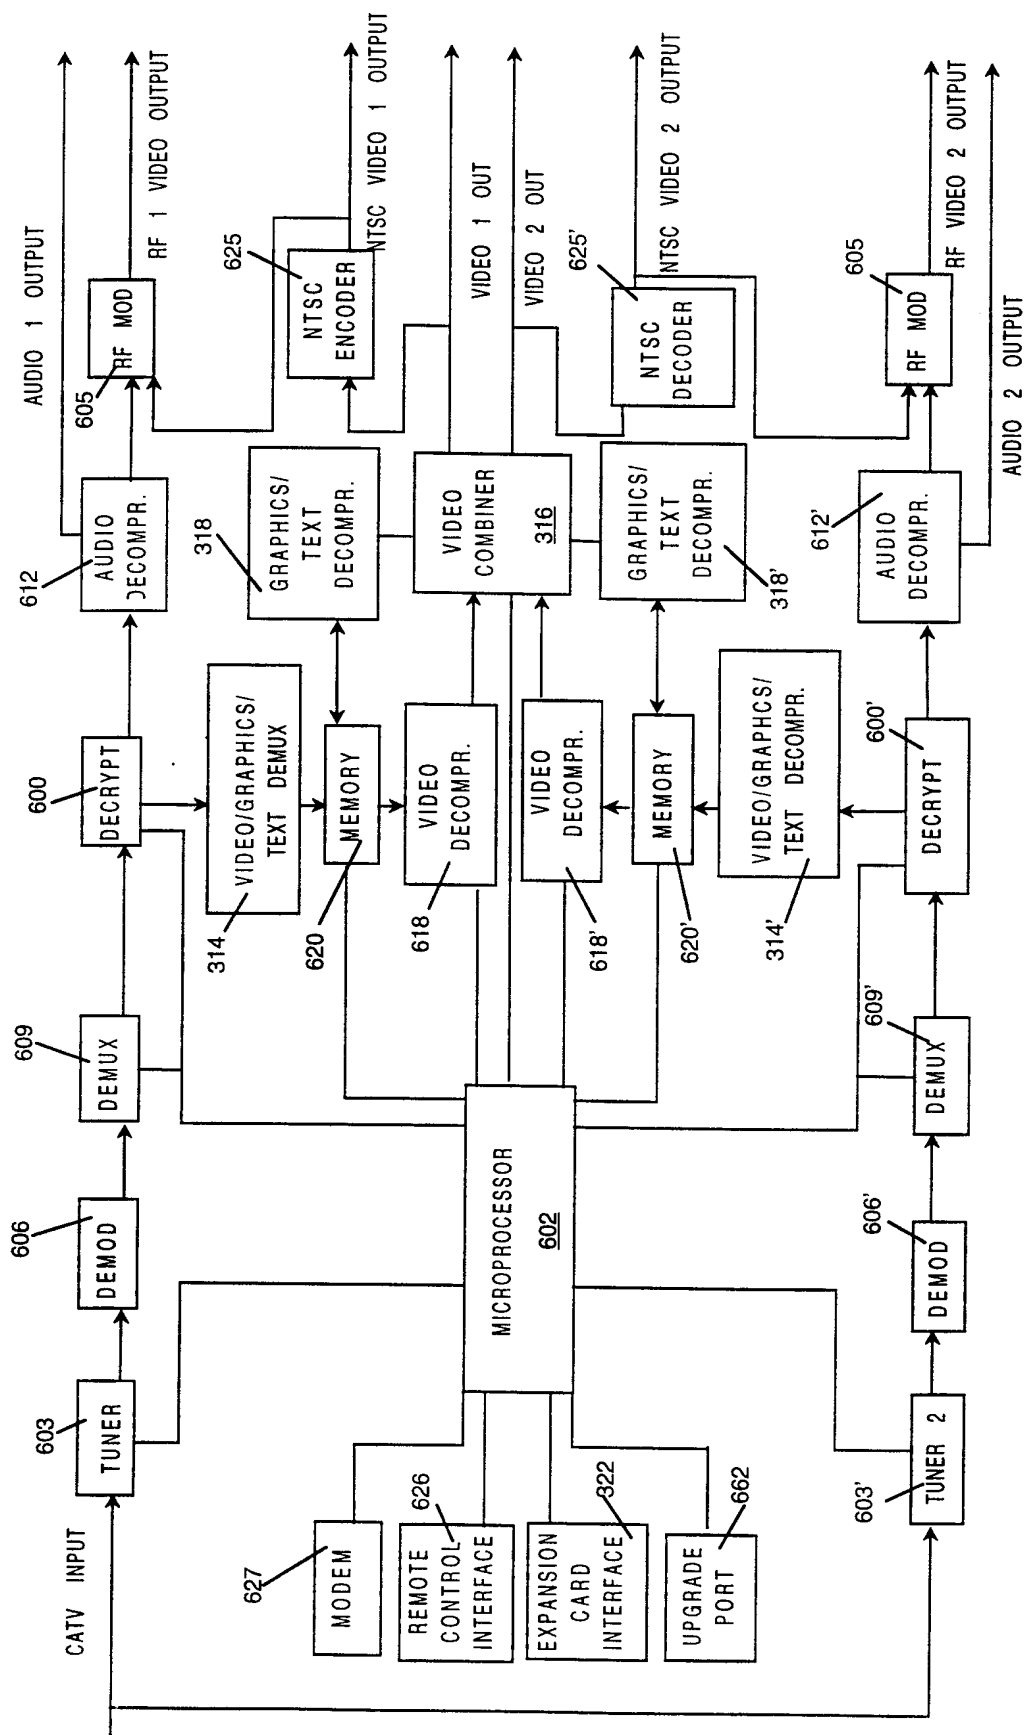 CATV INPUT
603
TUNER
606
DEMOD
609
DEMUX
600
DECRYPT
612
AUDIO
DECOMPR.
605
RF MOD
AUDIO 1 OUTPUT
RF 1 VIDEO OUTPUT
314
VIDEO/GRAPHICS/
TEXT DEMUX
318
GRAPHICS/
TEXT
DECOMPR.
625
NTSC
ENCODER
NTSC VIDEO 1 OUTPUT
627
MODEM
620
MEMORY
626
REMOTE
CONTROL
INTERFACE
618
VIDEO
DECOMPR.
VIDEO
COMBINER
316
VIDEO 1 OUT
VIDEO 2 OUT
MICROPROCESSOR
602
322
EXPANSION
CARD
INTERFACE
618'
VIDEO
DECOMPR.
625'
NTSC
DECODER
NTSC VIDEO 2 OUTPUT
662
UPGRADE
PORT
620'
MEMORY
318'
GRAPHICS/
TEXT
DECOMPR.
314'
VIDEO/GRAPHCS/
TEXT DECOMPR.
603'
TUNER 2
606'
DEMOD
609'
DEMUX
600'
DECRYPT
612'
AUDIO
DECOMPR.
605
RF MOD
RF VIDEO 2 OUTPUT
AUDIO 2 OUTPUT